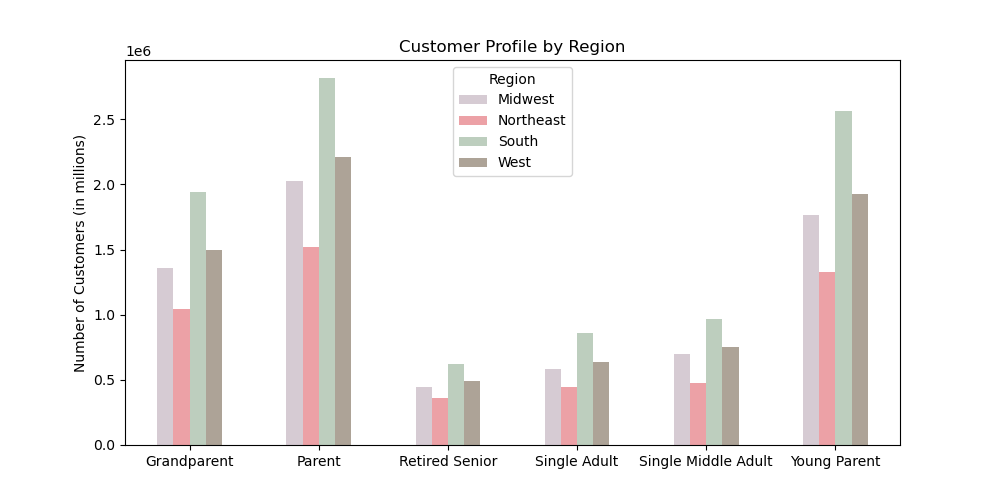 Customer Profile by Region
1e6
Number of Customers (in millions)
2.5
2.0
1.5
1.0
0.5
0.0
Region
Midwest
Northeast
South
West
Grandparent
Parent
Retired Senior
Single Adult
Single Middle Adult
Young Parent